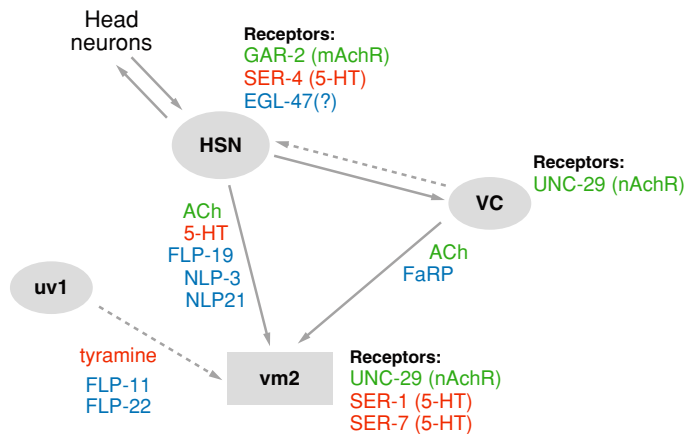 Head
neurons
Receptors:
GAR-2 (mAchR)
SER-4 (5-HT)
EGL-47(?)
HSN
Receptors:
UNC-29 (nAchR)
VC
ACh
5-HT
FLP-19
NLP-3
NLP21
ACh
FaRP
uv1
tyramine
FLP-11
FLP-22
vm2
Receptors:
UNC-29 (nAchR)
SER-1 (5-HT)
SER-7 (5-HT)